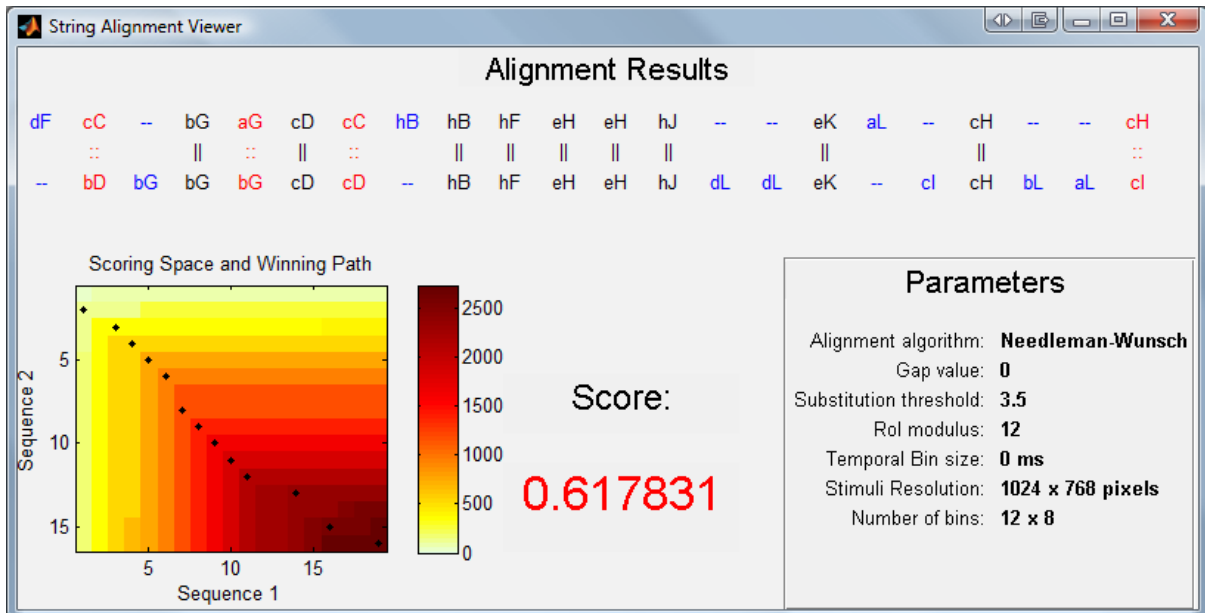 String Alignment Viewer
Alignment Results
dF cC -- bG aG cD cC hB hB hF eH eH hJ -- -- eK aL -- cH -- -- cH
:: || :: || :: || || || || || || || ::
-- bD bG bG bG cD cD -- hB hF eH eH hJ dL dL eK -- cI cH bL aL cI
Scoring Space and Winning Path
Sequence 2
5
10
15
5 10 15
Sequence 1
2500
2000
1500
1000
500
0
Score:
0.617831
Parameters
Alignment algorithm: Needleman-Wunsch
Gap value: 0
Substitution threshold: 3.5
RoI modulus: 12
Temporal Bin size: 0 ms
Stimuli Resolution: 1024 x 768 pixels
Number of bins: 12 x 8